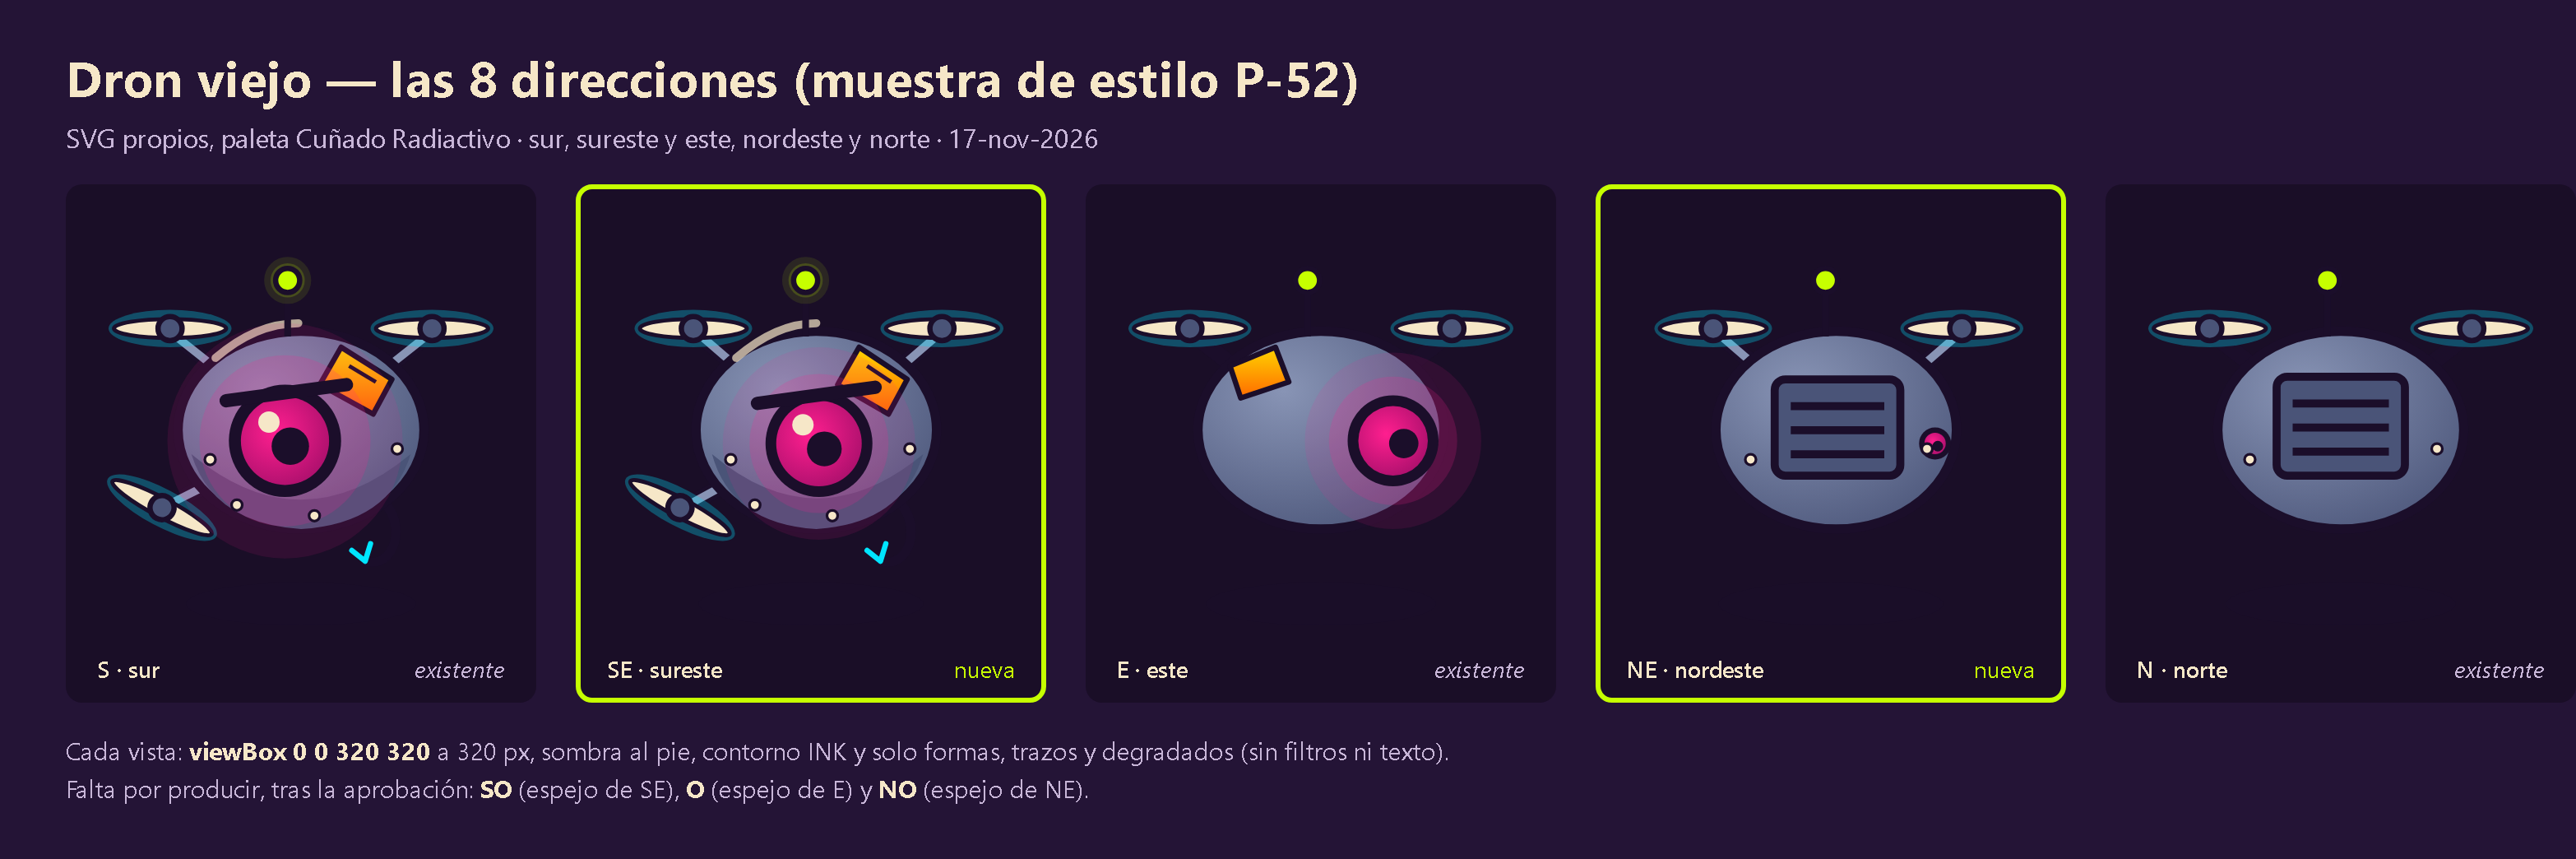 Dron viejo — las 8 direcciones (muestra de estilo P-52)
SVG propios, paleta Cuñado Radiactivo · sur, sureste y este, nordeste y norte · 17-nov-2026
S · sur existente
SE · sureste nueva
E · este existente
NE · nordeste nueva
N · norte existente
Cada vista: viewBox 0 0 320 320 a 320 px, sombra al pie, contorno INK y solo formas, trazos y degradados (sin filtros ni texto).
Falta por producir, tras la aprobación: SO (espejo de SE), O (espejo de E) y NO (espejo de NE).